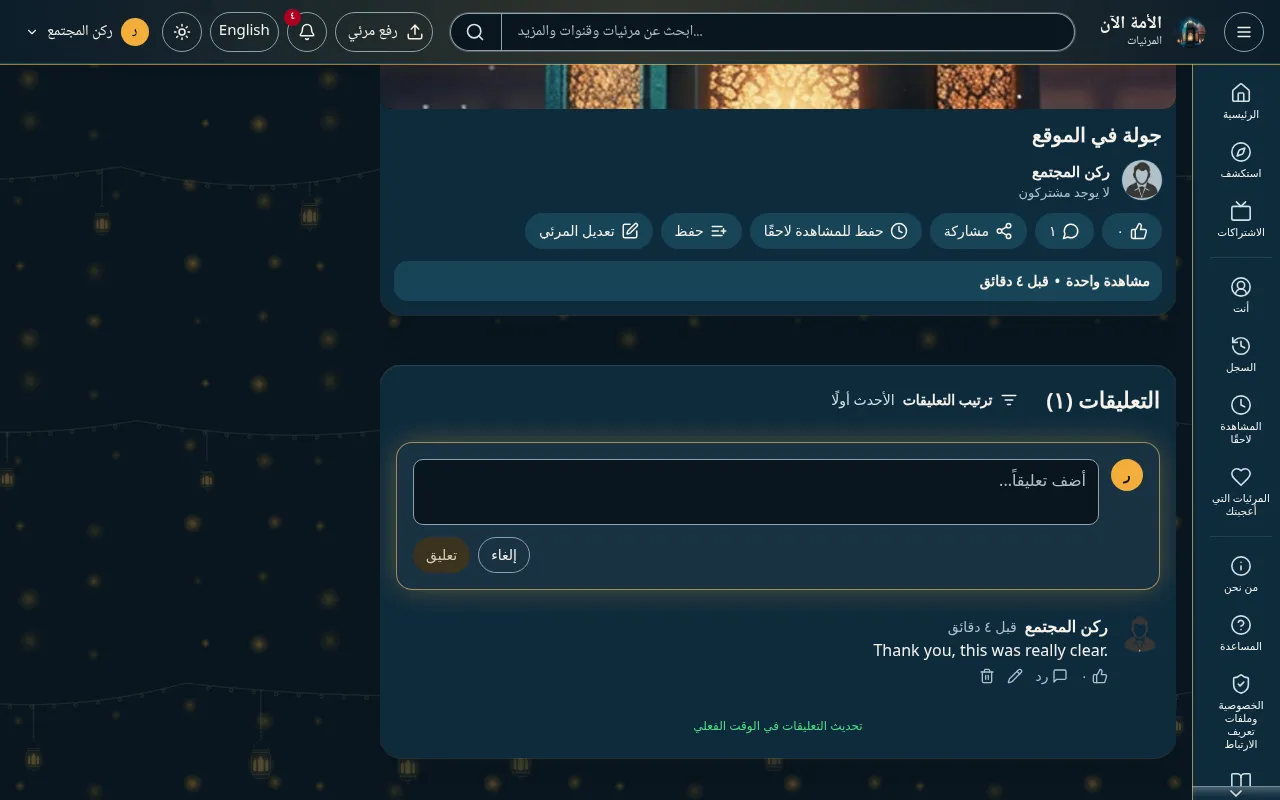 الأمة الآن
المرئيات
ابحث عن مرئيات وقنوات والمزيد...
رفع مرئي
٤
English
ر
ركن المجتمع
الرئيسية
استكشف
الاشتراكات
أنت
السجل
المشاهدة
لاحقًا
المرئيات التي
أعجبتك
من نحن
المساعدة
الخصوصية
وملفات
تعريف
الارتباط
جولة في الموقع
ركن المجتمع
لا يوجد مشتركون
٠
١
مشاركة
حفظ للمشاهدة لاحقًا
حفظ
تعديل المرئي
مشاهدة واحدة • قبل ٤ دقائق
التعليقات (١)
ترتيب التعليقات الأحدث أولًا
ر
أضف تعليقاً...
إلغاء
تعليق
ركن المجتمع قبل ٤ دقائق
Thank you, this was really clear.
٠
رد
تحديث التعليقات في الوقت الفعلي